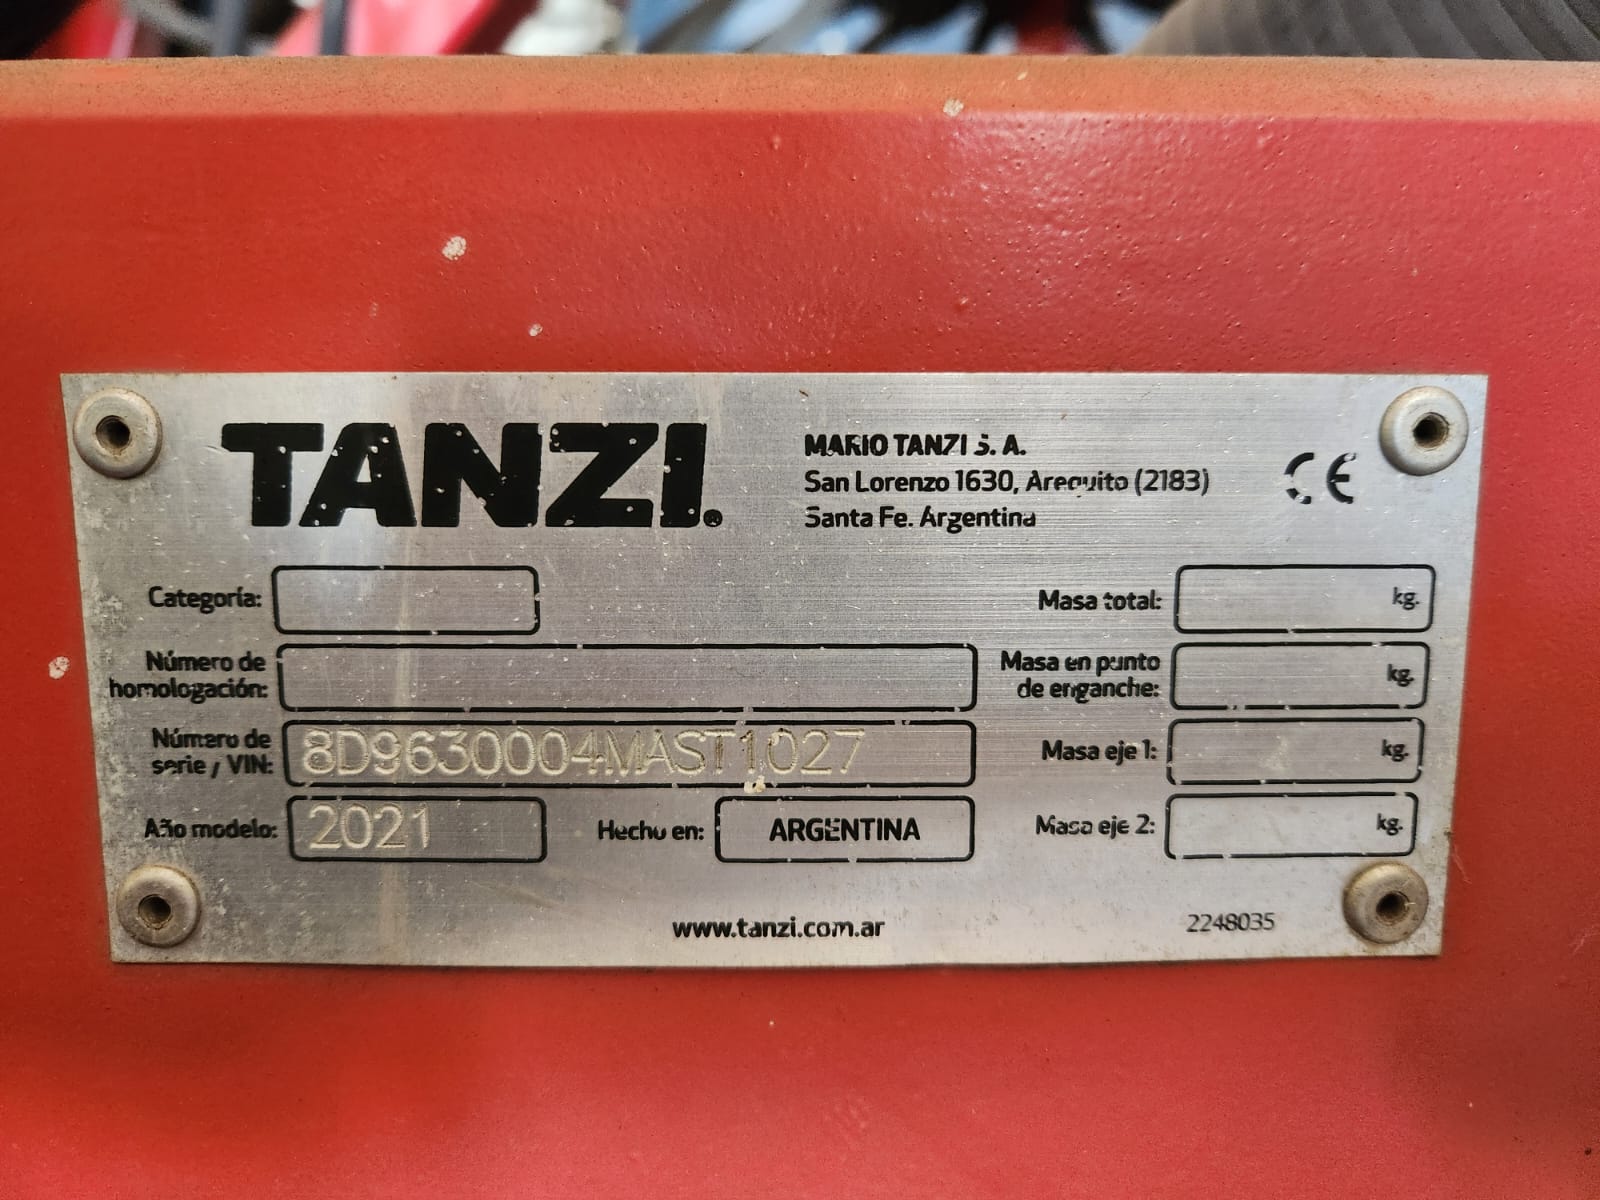 TANZI®
MARIO TANZI S. A.
San Lorenzo 1630, Arequito (2183)
Santa Fe. Argentina
CE
Categoría:
Masa total: kg.
Número de
homologación:
Masa en punto
de enganche: kg.
Número de
serie / VIN: 8D9630004MAST1027
Masa eje 1: kg.
Año modelo: 2021
Hecho en: ARGENTINA
Masa eje 2: kg.
www.tanzi.com.ar
2248035